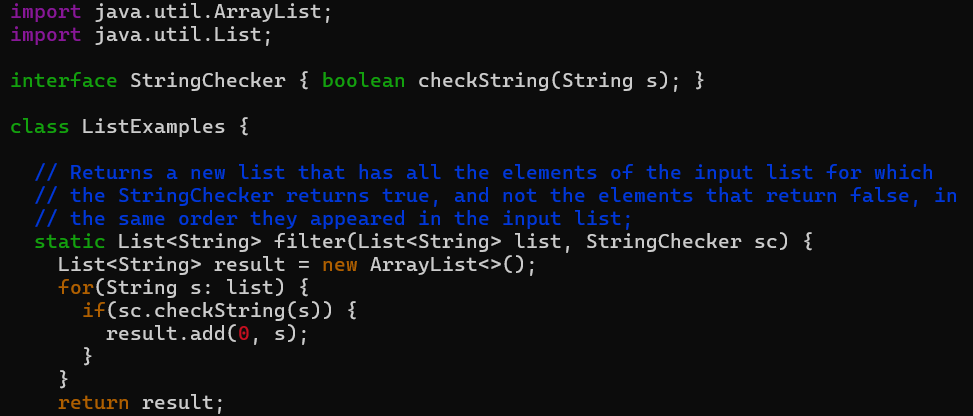 import java.util.ArrayList;
import java.util.List;

interface StringChecker { boolean checkString(String s); }

class ListExamples {

  // Returns a new list that has all the elements of the input list for which
  // the StringChecker returns true, and not the elements that return false, in
  // the same order they appeared in the input list;
  static List<String> filter(List<String> list, StringChecker sc) {
    List<String> result = new ArrayList<>();
    for(String s: list) {
      if(sc.checkString(s)) {
        result.add(0, s);
      }
    }
    return result;